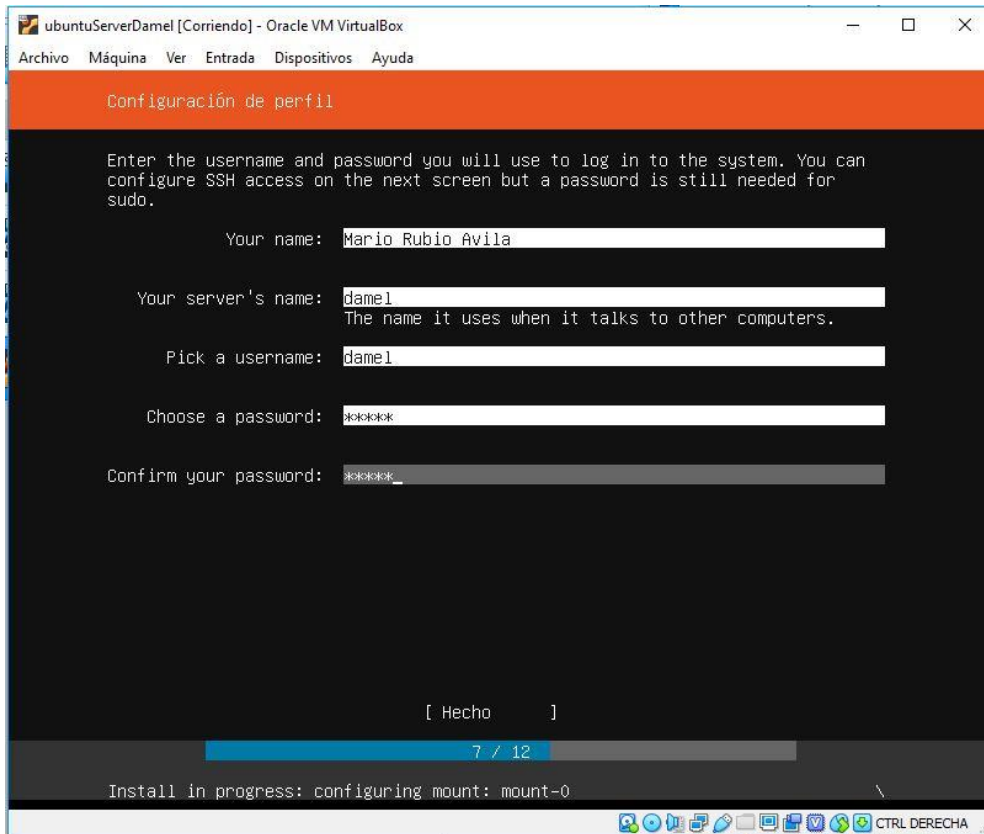 ubuntuServerDamel [Corriendo] - Oracle VM VirtualBox
Archivo Máquina Ver Entrada Dispositivos Ayuda
Configuración de perfil
Enter the username and password you will use to log in to the system. You can
configure SSH access on the next screen but a password is still needed for
sudo.
Your name: Mario Rubio Avila
Your server's name: damel
The name it uses when it talks to other computers.
Pick a username: damel
Choose a password: *****
Confirm your password: *****_
[ Hecho ]
7 / 12
Install in progress: configuring mount: mount-0 \
CTRL DERECHA